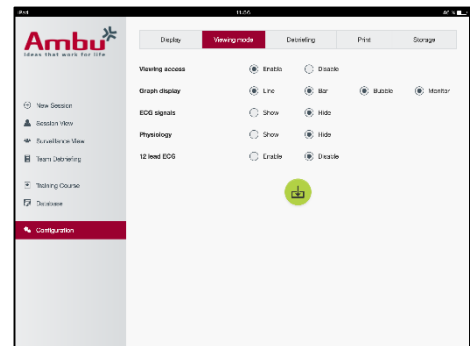 iPad 11:56
Ambu
Ideas that work for life
Display Viewing mode Debriefing Print Storage
Viewing access Enable Disable
Graph display Line Bar Bubble Monitor
ECG signals Show Hide
Physiology Show Hide
12 lead ECG Enable Disable
New Session
Session View
Surveillance View
Team Debriefing
Training Course
Database
Configuration